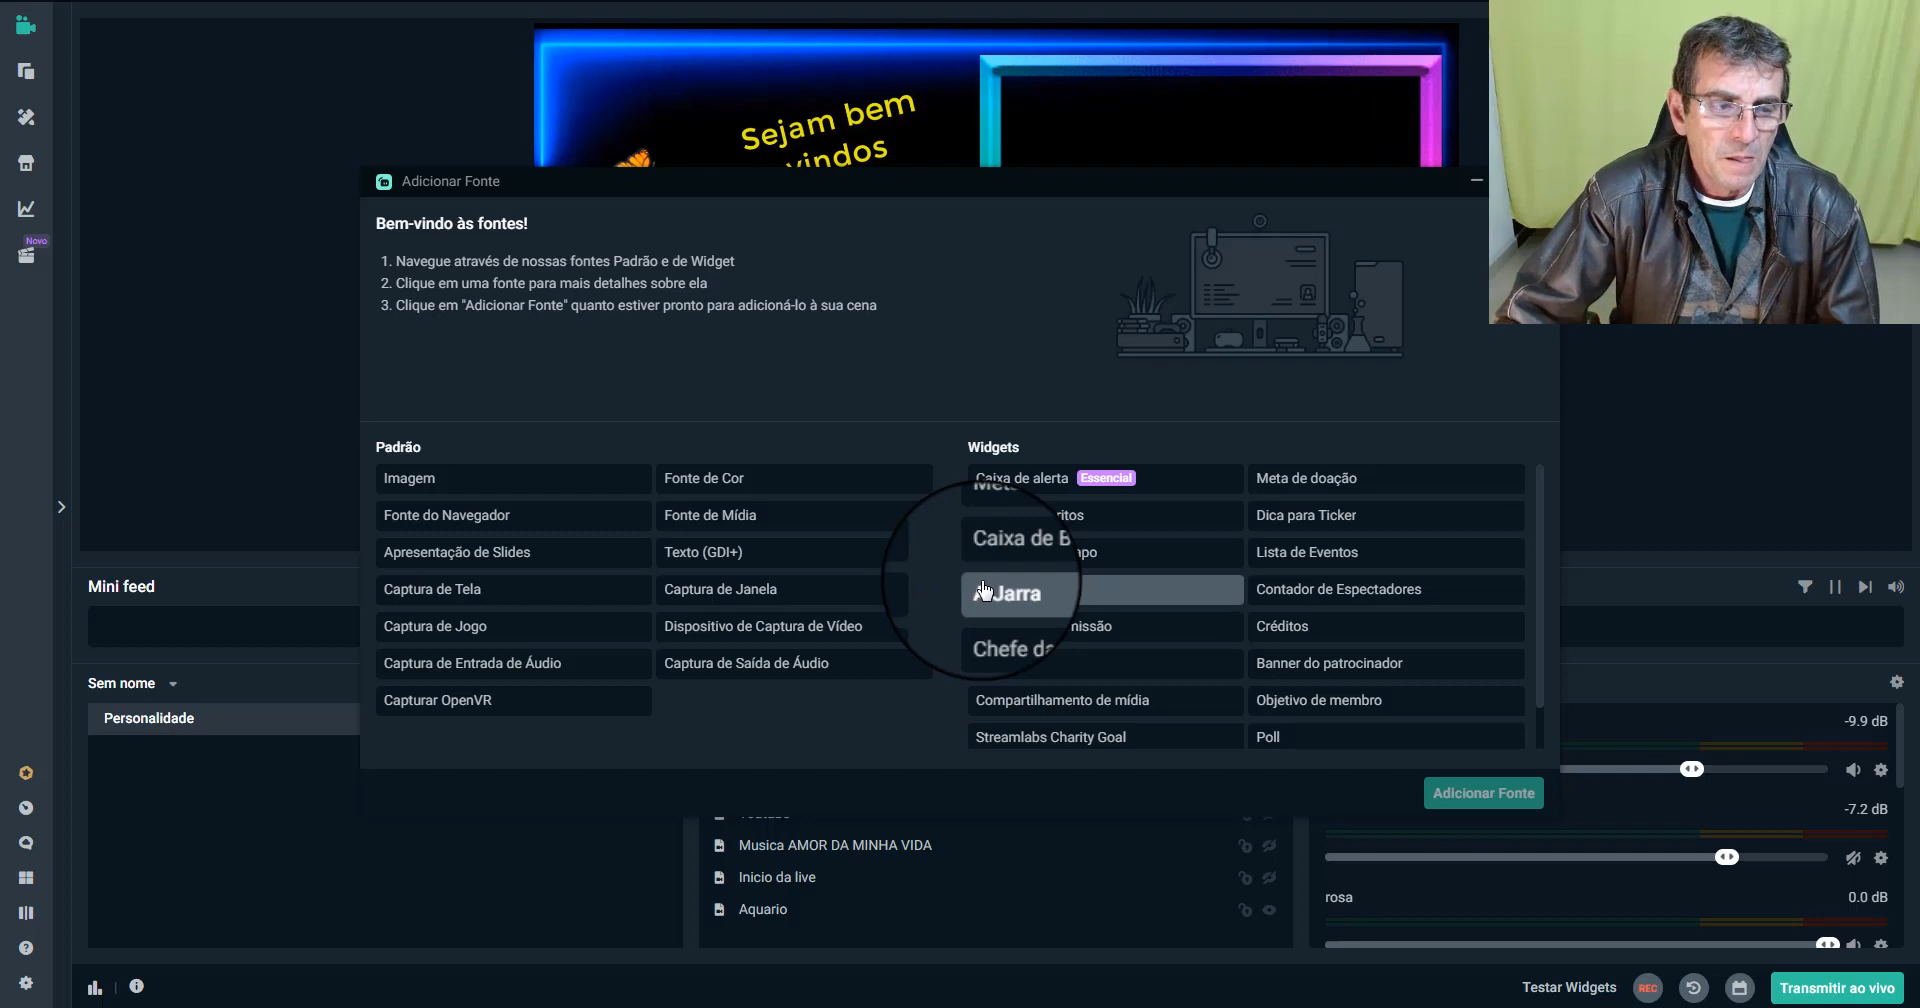 Sejam bem
vindos
Adicionar Fonte
Bem-vindo às fontes!
1. Navegue através de nossas fontes Padrão e de Widget
2. Clique em uma fonte para mais detalhes sobre ela
3. Clique em "Adicionar Fonte" quanto estiver pronto para adicioná-lo à sua cena
Novo
Padrão
Imagem
Fonte de Cor
Fonte do Navegador
Fonte de Mídia
Apresentação de Slides
Texto (GDI+)
Captura de Tela
Captura de Janela
Captura de Jogo
Dispositivo de Captura de Vídeo
Captura de Entrada de Áudio
Captura de Saída de Áudio
Capturar OpenVR
Widgets
Caixa de alerta Essencial
Meta de doação
Dica para Ticker
Caixa de B
Lista de Eventos
Jarra
Contador de Espectadores
Créditos
Chefe da
Banner do patrocinador
Compartilhamento de mídia
Objetivo de membro
Streamlabs Charity Goal
Poll
Adicionar Fonte
Mini feed
Sem nome
Personalidade
Musica AMOR DA MINHA VIDA
Inicio da live
Aquario
-9.9 dB
-7.2 dB
rosa
0.0 dB
Testar Widgets
REC
Transmitir ao vivo